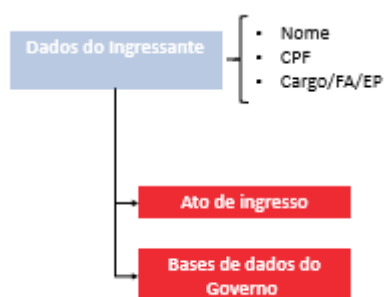 Dados do Ingressante
▪ Nome
▪ CPF
▪ Cargo/FA/EP
Ato de ingresso
Bases de dados do
Governo